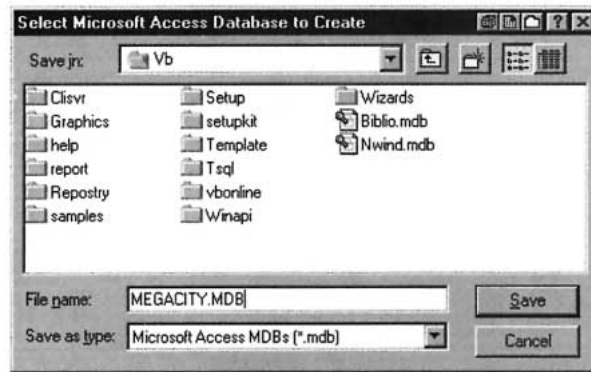 Select Microsoft Access Database to Create
Save in: Vb
Clisvr Setup Wizards
Graphics setupkit Biblio.mdb
help Template Nwind.mdb
report Tsql
Repostry vbonline
samples Winapi
File name: MEGACITY.MDB Save
Save as type: Microsoft Access MDBs (*.mdb) Cancel